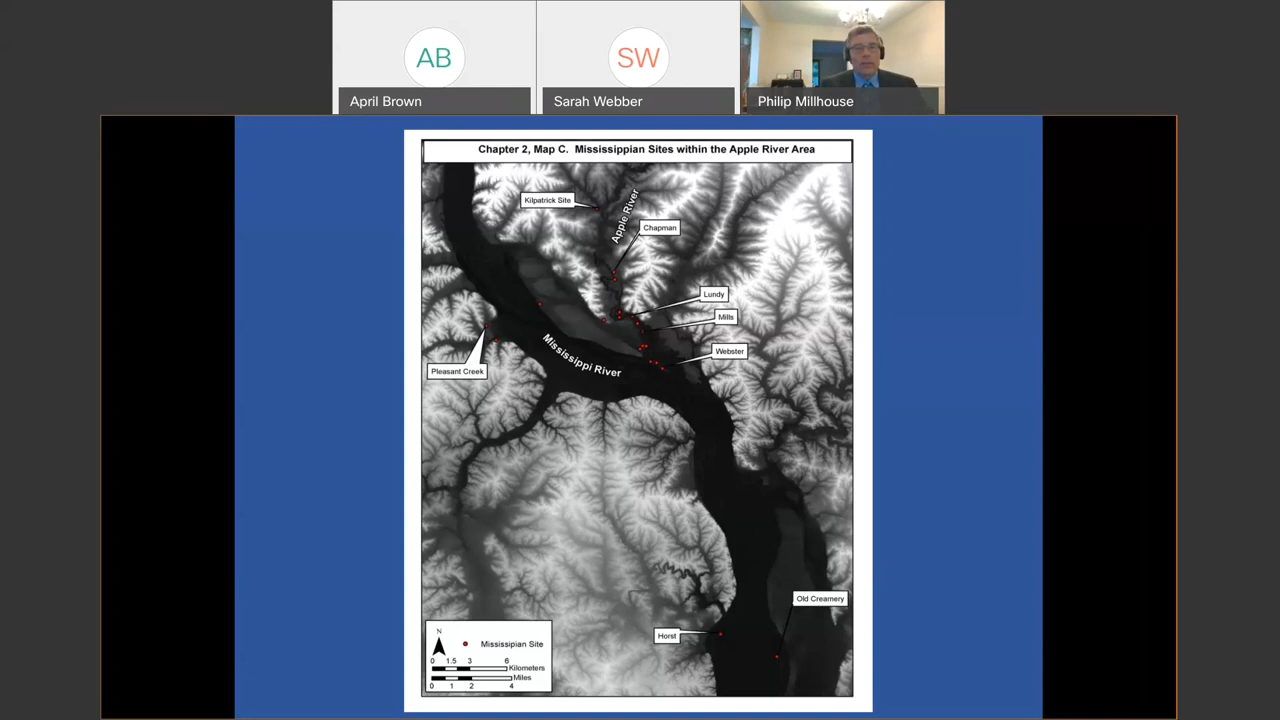 AB
SW
April Brown
Sarah Webber
Philip Millhouse
Chapter 2, Map C. Mississippian Sites within the Apple River Area
Kilpatrick Site
Apple River
Chapman
Lundy
Mills
Webster
Mississippi River
Pleasant Creek
Old Creamery
Horst
N
Mississipian Site
0 1.5 3 6
Kilometers
Miles
0 1 2 4